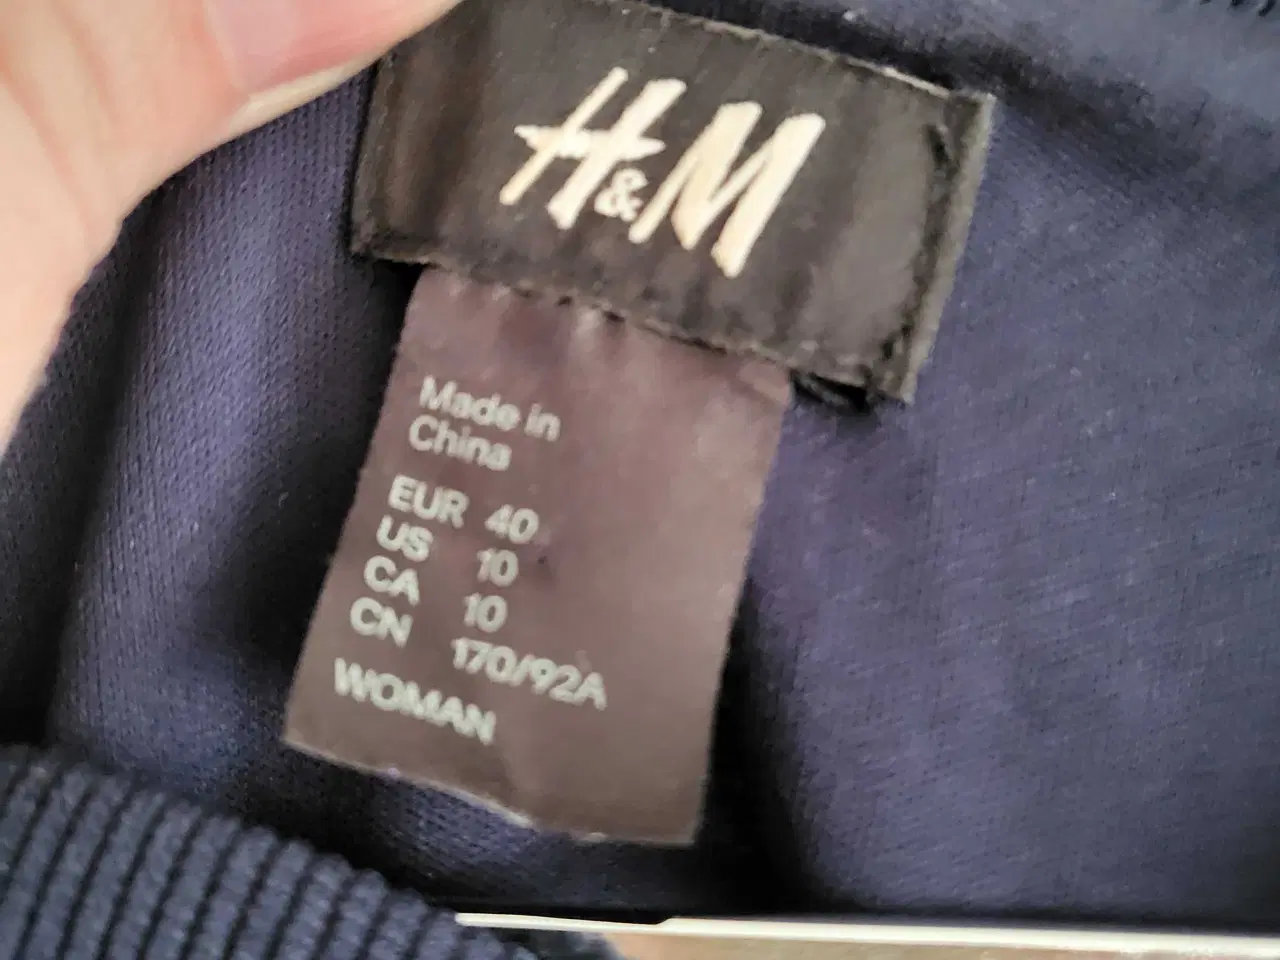 H&M
Made in
China
EUR 40
US 10
CA 10
CN 170/92A
WOMAN